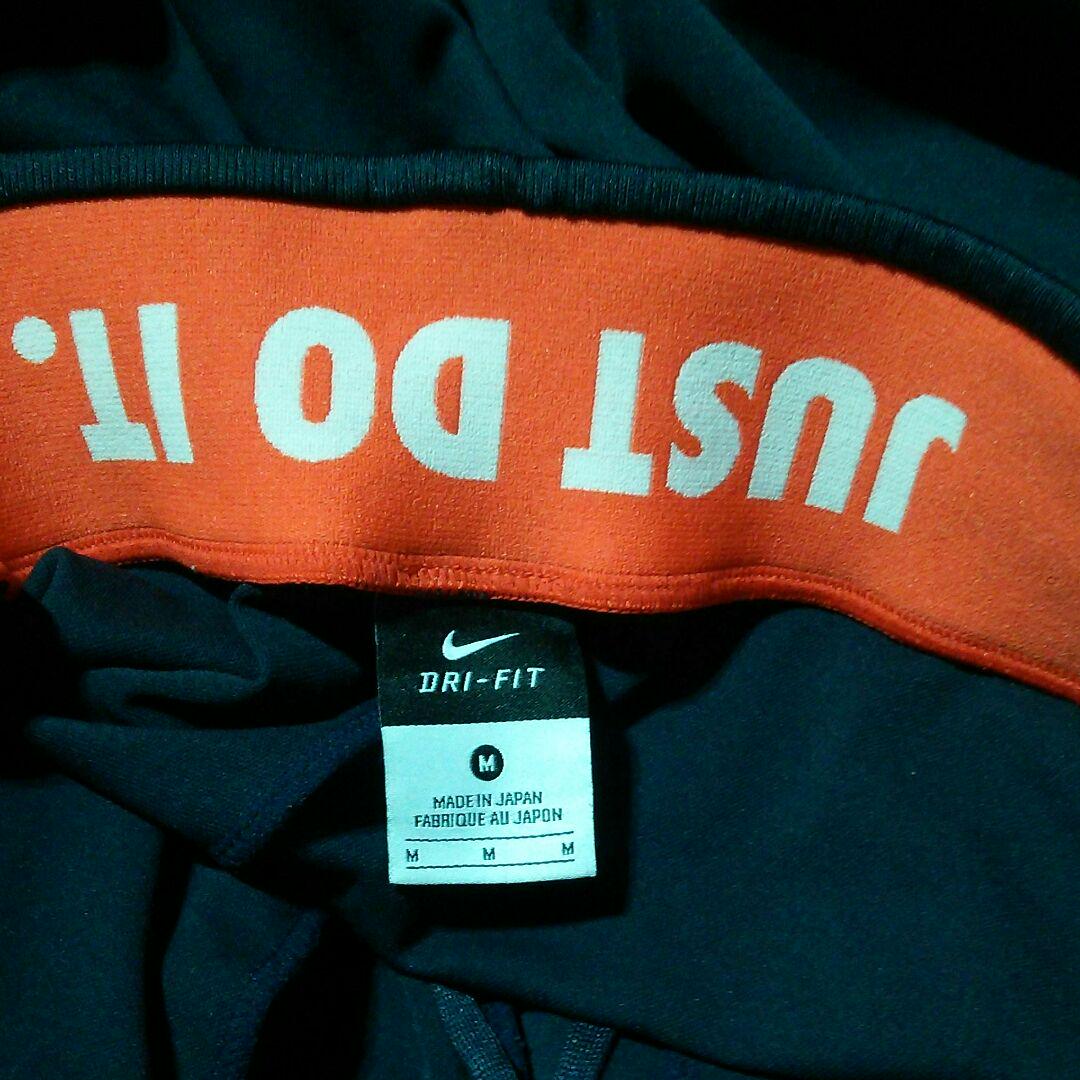 JUST DO IT.
DRI-FIT
M
MADE IN JAPAN
FABRIQUE AU JAPON
M M M